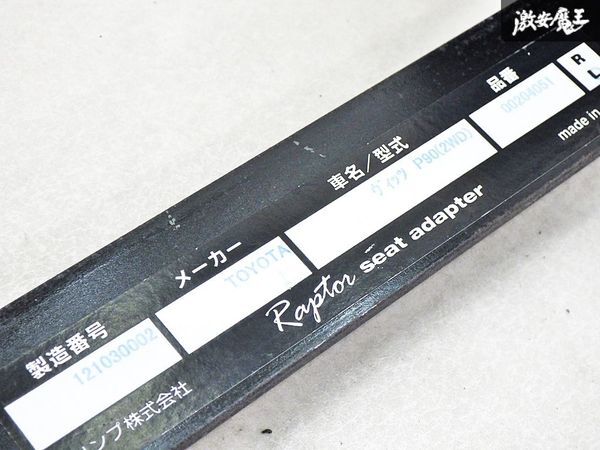 激安魔王
製造番号 メーカー 車名/型式 品番 R
121030002 TOYOTA ヴィッツ P90(2WD) 00204051 L
Raptor seat adapter made in
ンプ株式会社